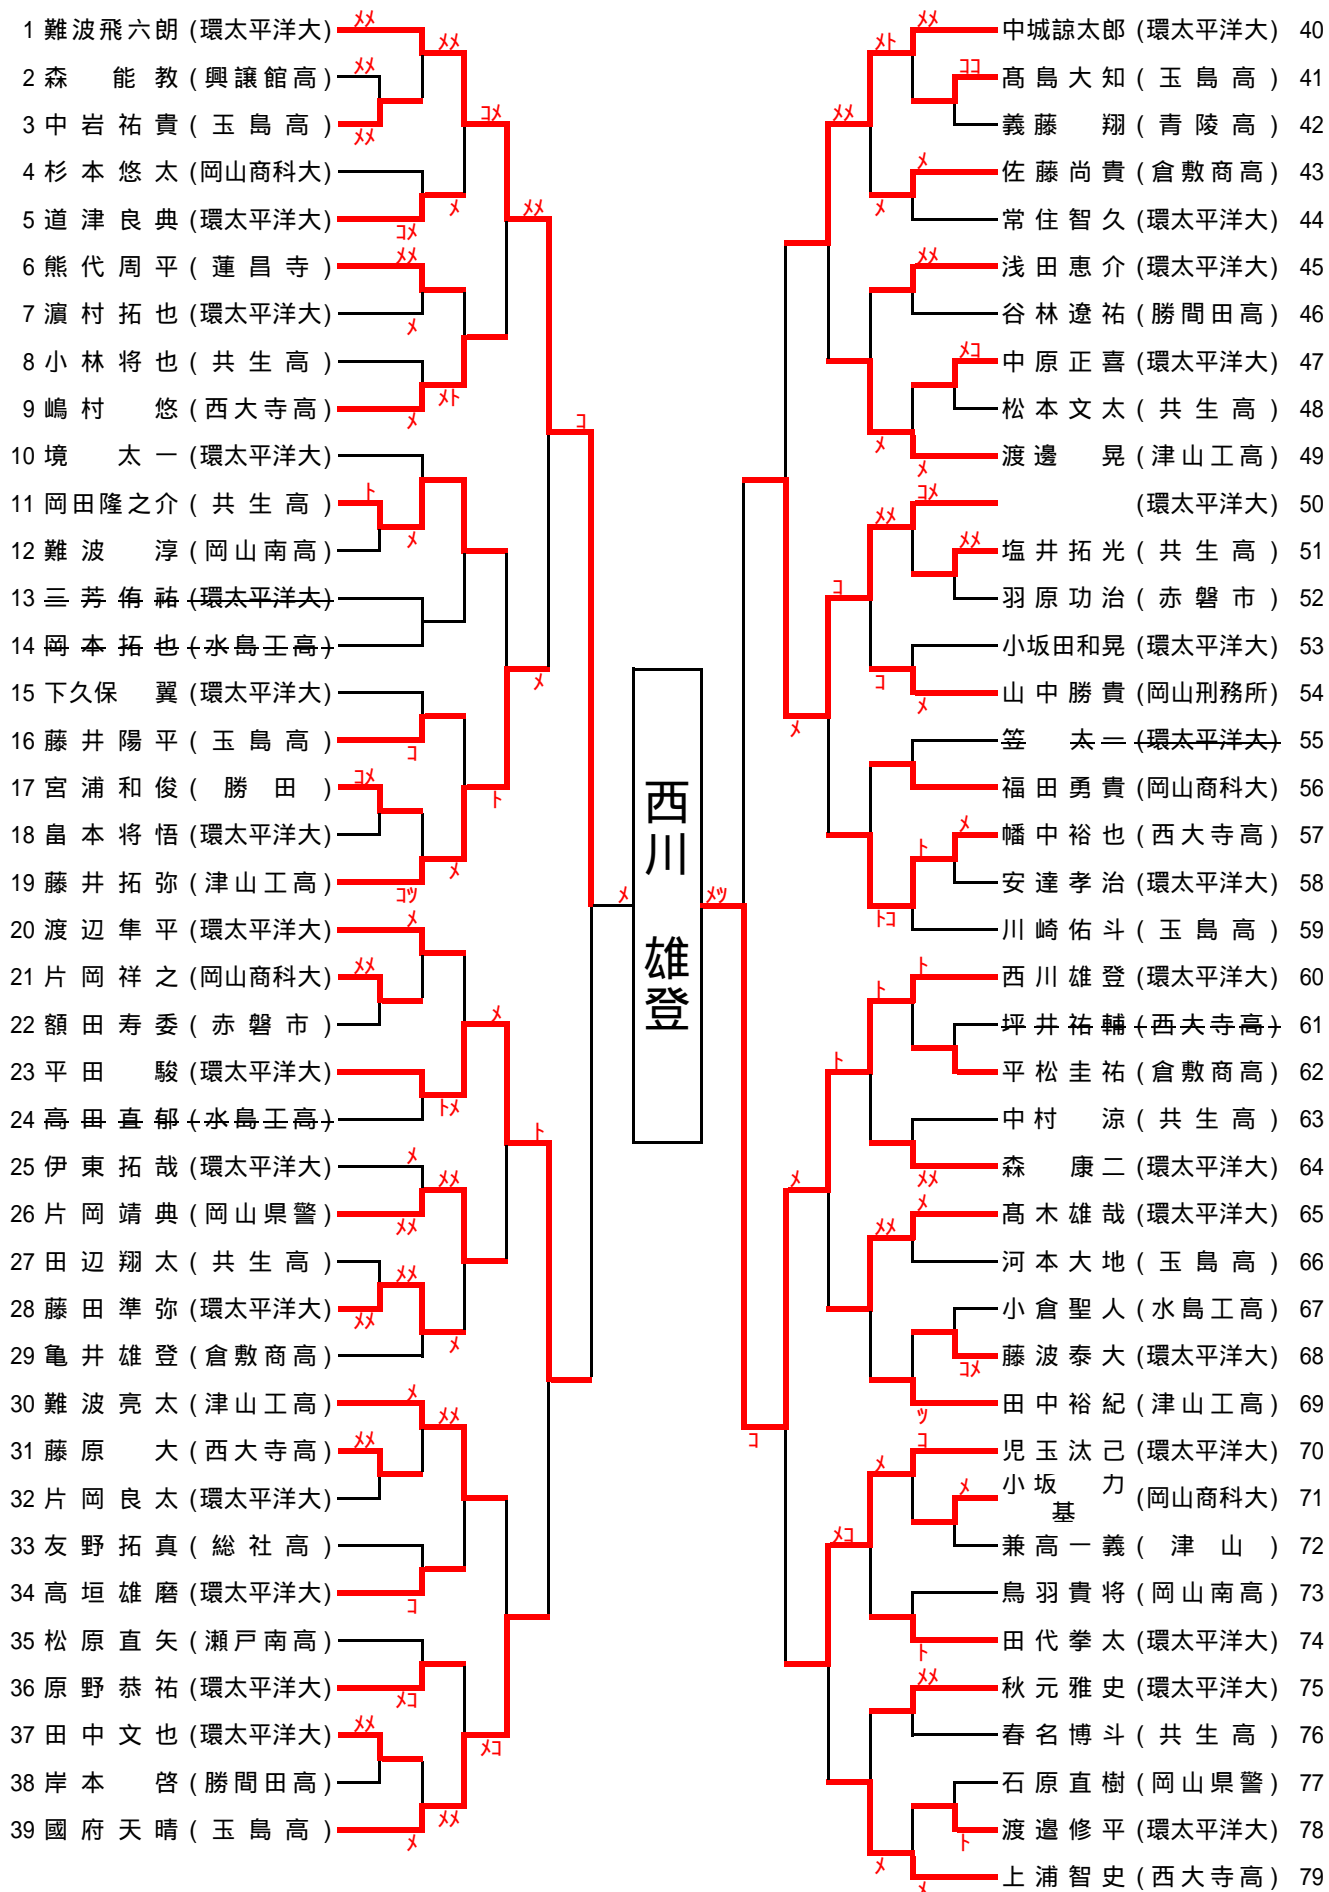 1 難波飛六朗 (環太平洋大)
2 森 能教 (興譲館高)
3 中岩祐貴 (玉島高)
4 杉本悠太 (岡山商科大)
5 道津良典 (環太平洋大)
6 熊代周平 (蓮昌寺)
7 濵村拓也 (環太平洋大)
8 小林将也 (共生高)
9 嶋村 悠 (西大寺高)
10 境 太一 (環太平洋大)
11 岡田隆之介 (共生高)
12 難波 淳 (岡山南高)
13 三芳侑祐 (環太平洋大)
14 岡本拓也 (水島工高)
15 下久保 翼 (環太平洋大)
16 藤井陽平 (玉島高)
17 宮浦和俊 (勝田)
18 畠本将悟 (環太平洋大)
19 藤井拓弥 (津山工高)
20 渡辺隼平 (環太平洋大)
21 片岡祥之 (岡山商科大)
22 額田寿委 (赤磐市)
23 平田 駿 (環太平洋大)
24 高田直郁 (水島工高)
25 伊東拓哉 (環太平洋大)
26 片岡靖典 (岡山県警)
27 田辺翔太 (共生高)
28 藤田準弥 (環太平洋大)
29 亀井雄登 (倉敷商高)
30 難波亮太 (津山工高)
31 藤原 大 (西大寺高)
32 片岡良太 (環太平洋大)
33 友野拓真 (総社高)
34 高垣雄磨 (環太平洋大)
35 松原直矢 (瀬戸南高)
36 原野恭祐 (環太平洋大)
37 田中文也 (環太平洋大)
38 岸本 啓 (勝間田高)
39 國府天晴 (玉島高)
西川 雄登
中城諒太郎 (環太平洋大) 40
髙島大知 (玉島高) 41
義藤 翔 (青陵高) 42
佐藤尚貴 (倉敷商高) 43
常住智久 (環太平洋大) 44
浅田恵介 (環太平洋大) 45
谷林遼祐 (勝間田高) 46
中原正喜 (環太平洋大) 47
松本文太 (共生高) 48
渡邊 晃 (津山工高) 49
(環太平洋大) 50
塩井拓光 (共生高) 51
羽原功治 (赤磐市) 52
小坂田和晃 (環太平洋大) 53
山中勝貴 (岡山刑務所) 54
笠 太一 (環太平洋大) 55
福田勇貴 (岡山商科大) 56
幡中裕也 (西大寺高) 57
安達孝治 (環太平洋大) 58
川崎佑斗 (玉島高) 59
西川雄登 (環太平洋大) 60
坪井祐輔 (西大寺高) 61
平松圭祐 (倉敷商高) 62
中村 涼 (共生高) 63
森 康二 (環太平洋大) 64
髙木雄哉 (環太平洋大) 65
河本大地 (玉島高) 66
小倉聖人 (水島工高) 67
藤波泰大 (環太平洋大) 68
田中裕紀 (津山工高) 69
児玉汰己 (環太平洋大) 70
小坂 力
基 (岡山商科大) 71
兼高一義 (津山) 72
鳥羽貴将 (岡山南高) 73
田代拳太 (環太平洋大) 74
秋元雅史 (環太平洋大) 75
春名博斗 (共生高) 76
石原直樹 (岡山県警) 77
渡邉修平 (環太平洋大) 78
上浦智史 (西大寺高) 79